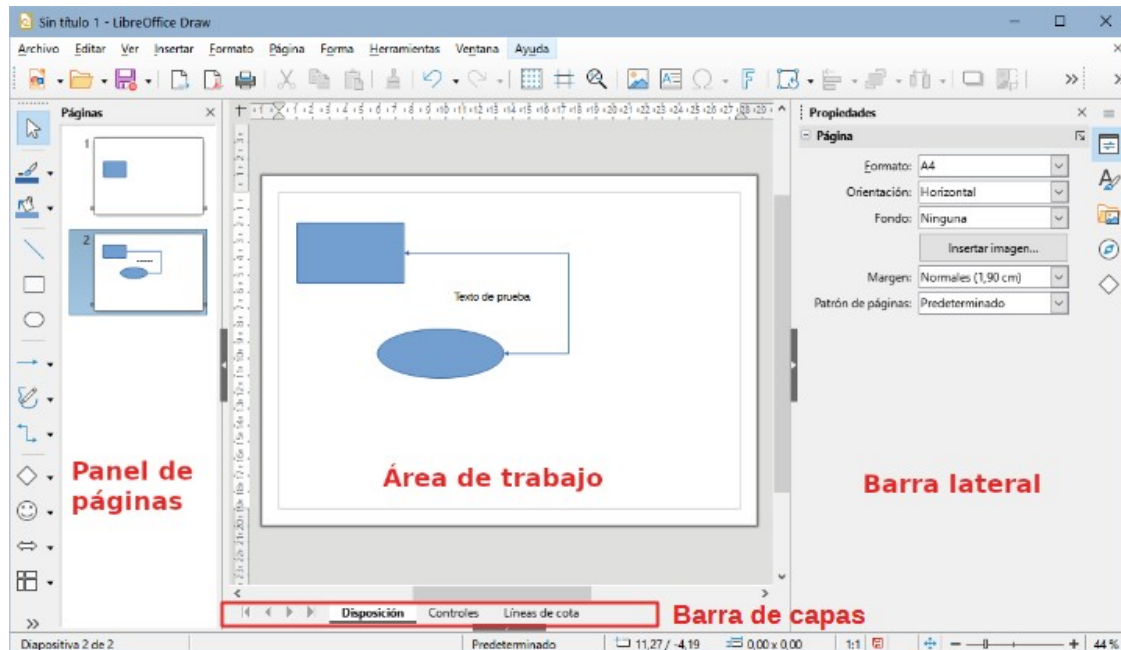 Sin título 1 - LibreOffice Draw
Archivo Editar Ver Insertar Formato Página Forma Herramientas Ventana Ayuda
Páginas
1
2
Texto de prueba
Panel de
páginas
Área de trabajo
Propiedades
Página
Formato: A4
Orientación: Horizontal
Fondo: Ninguna
Insertar imagen...
Margen: Normales (1,90 cm)
Patrón de páginas: Predeterminado
Barra lateral
Disposición Controles Líneas de cota
Barra de capas
Diapositiva 2 de 2 Predeterminado 11,27 / -4,19 0,00 x 0,00 1:1 44 %